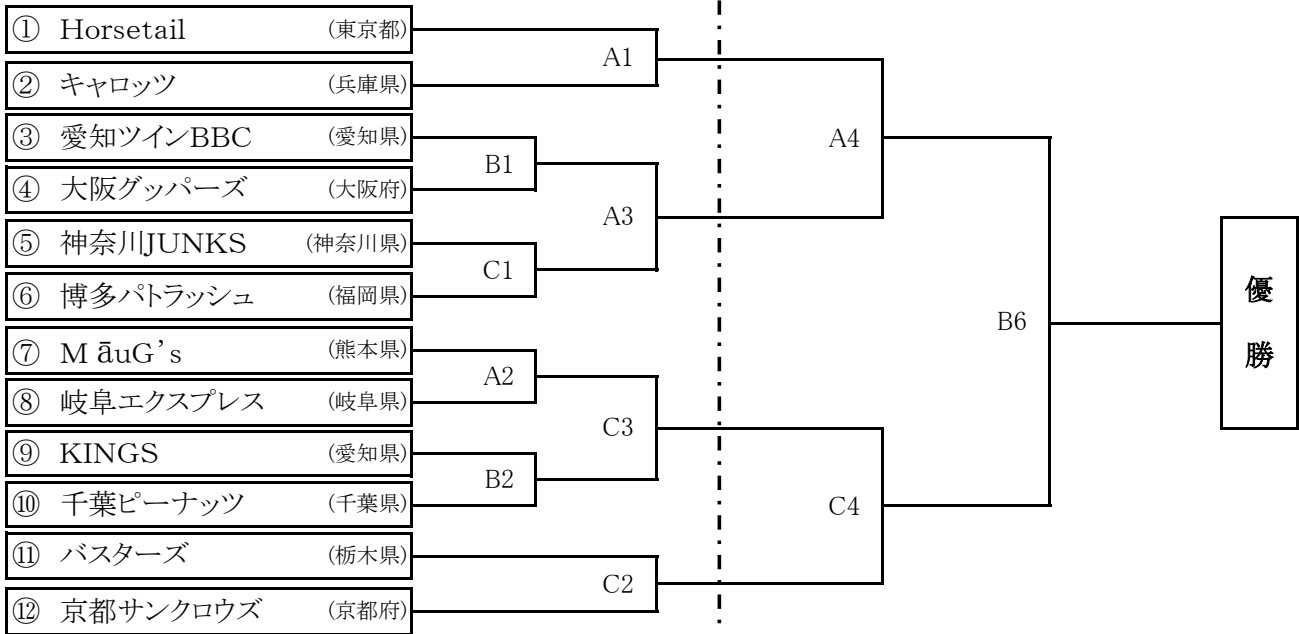 ① Horsetail (東京都)
② キャロッツ (兵庫県)
③ 愛知ツインBBC (愛知県)
④ 大阪グッパーズ (大阪府)
⑤ 神奈川JUNKS (神奈川県)
⑥ 博多パトラッシュ (福岡県)
⑦ M āuG’s (熊本県)
⑧ 岐阜エクスプレス (岐阜県)
⑨ KINGS (愛知県)
⑩ 千葉ピーナッツ (千葉県)
⑪ バスターズ (栃木県)
⑫ 京都サンクロウズ (京都府)
A1
B1
C1
A2
B2
C2
A3
C3
A4
C4
B6
優
勝